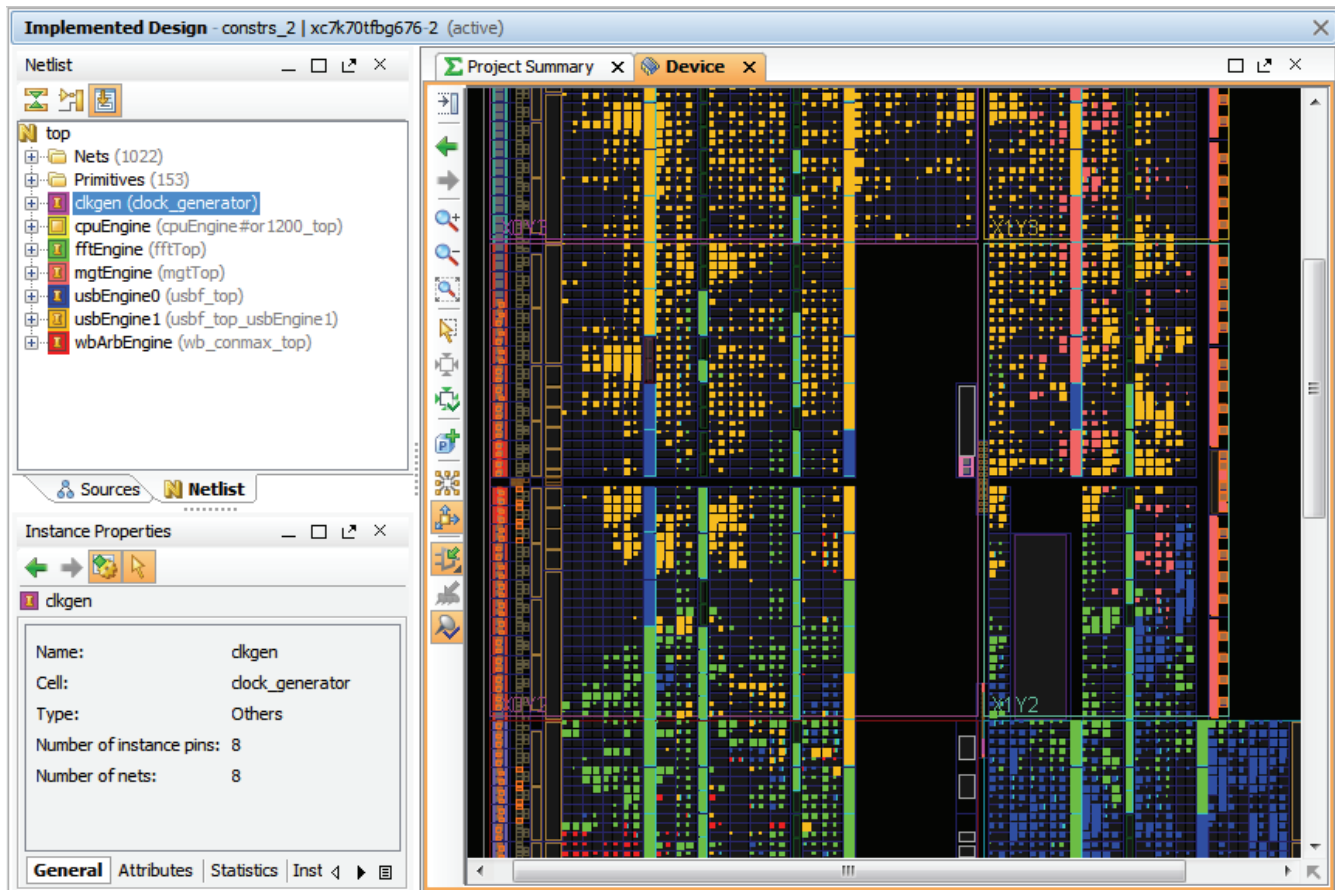 Implemented Design - constrs_2 | xc7k70tfbg676-2 (active)
Netlist
top
Nets (1022)
Primitives (153)
clkgen (clock_generator)
cpuEngine (cpuEngine#or1200_top)
fftEngine (fftTop)
mgtEngine (mgtTop)
usbEngine0 (usbf_top)
usbEngine1 (usbf_top_usbEngine1)
wbArbEngine (wb_conmax_top)
Sources Netlist
Instance Properties
clkgen
Name: clkgen
Cell: clock_generator
Type: Others
Number of instance pins: 8
Number of nets: 8
General Attributes Statistics Inst
Project Summary Device
X1Y3
X1Y2